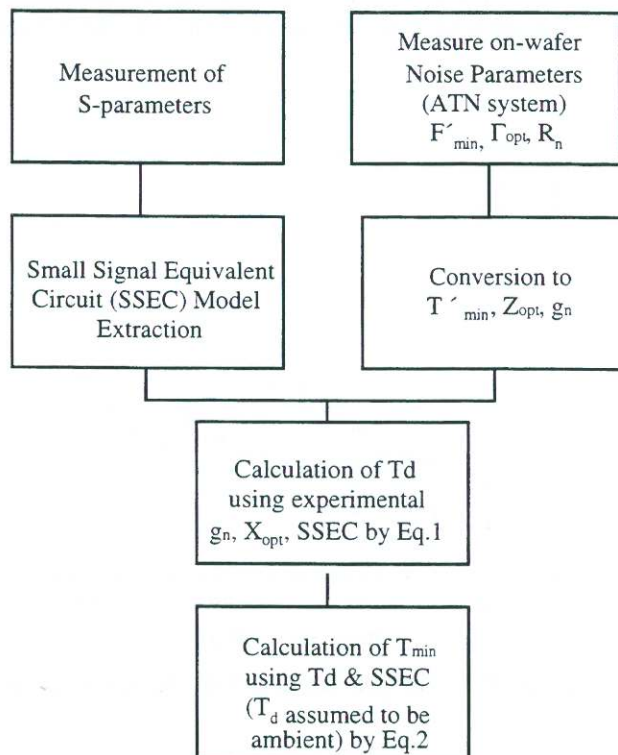 Measurement of
S-parameters
Measure on-wafer
Noise Parameters
(ATN system)
F´min, Γopt, Rn
Small Signal Equivalent
Circuit (SSEC) Model
Extraction
Conversion to
T´min, Zopt, gn
Calculation of Td
using experimental
gn, Xopt, SSEC by Eq.1
Calculation of Tmin
using Td & SSEC
(Td assumed to be
ambient) by Eq.2